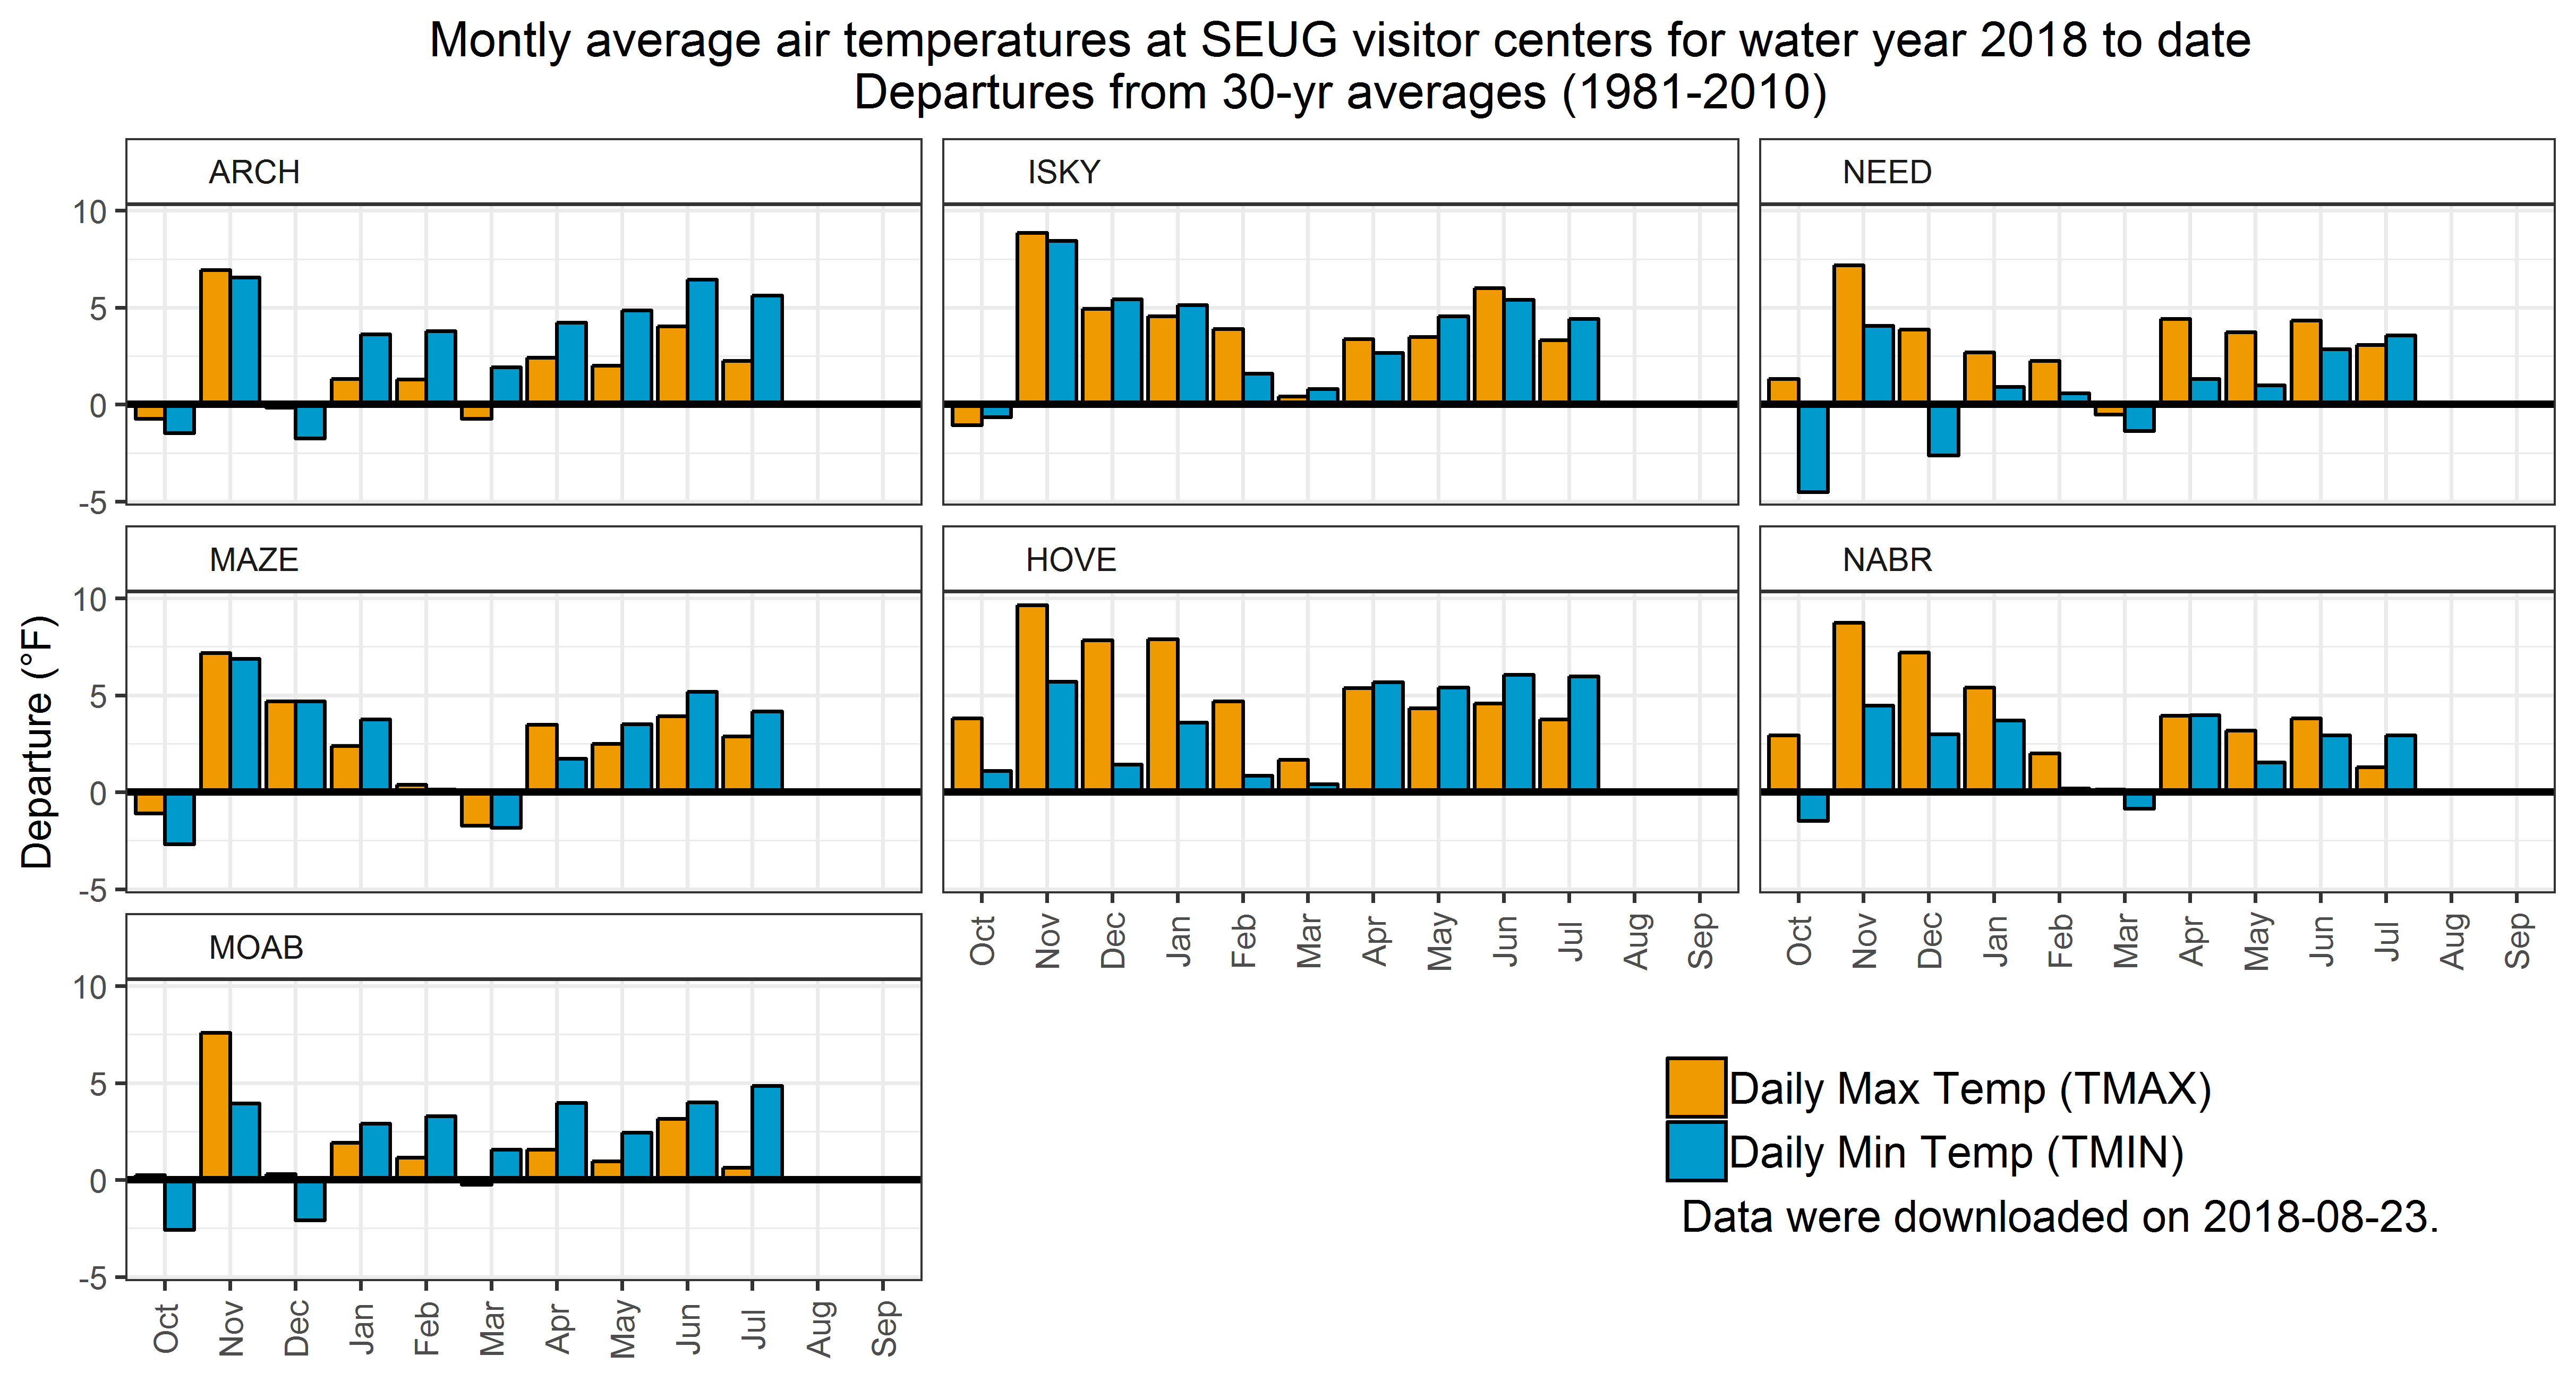 Montly average air temperatures at SEUG visitor centers for water year 2018 to date
Departures from 30-yr averages (1981-2010)
ARCH
ISKY
NEED
10
5
0
-5
MAZE
HOVE
NABR
Departure (°F)
10
5
0
-5
Oct Nov Dec Jan Feb Mar Apr May Jun Jul Aug Sep
Oct Nov Dec Jan Feb Mar Apr May Jun Jul Aug Sep
MOAB
10
5
0
-5
Oct Nov Dec Jan Feb Mar Apr May Jun Jul Aug Sep
Daily Max Temp (TMAX)
Daily Min Temp (TMIN)
Data were downloaded on 2018-08-23.